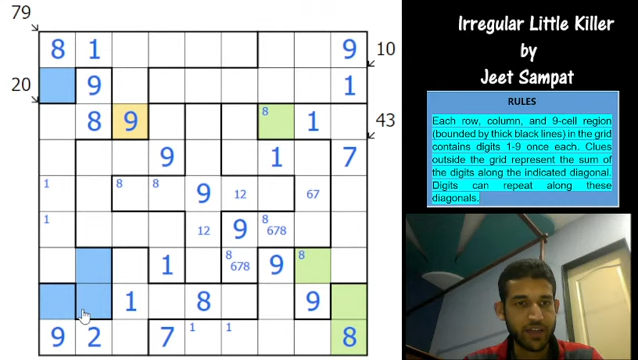 79
Irregular Little Killer
by
Jeet Sampat
8 1 9
10
9 1
20
8 9 8 1
43
9 1 7
1 8 8 9 12 67
1 12 9 8 678
1 8 678 9 8
1 8 9
9 2 7 1 1 8
RULES
Each row, column, and 9-cell region
(bounded by thick black lines) in the grid
contains digits 1-9 once each. Clues
outside the grid represent the sum of
the digits along the indicated diagonal.
Digits can repeat along these
diagonals.